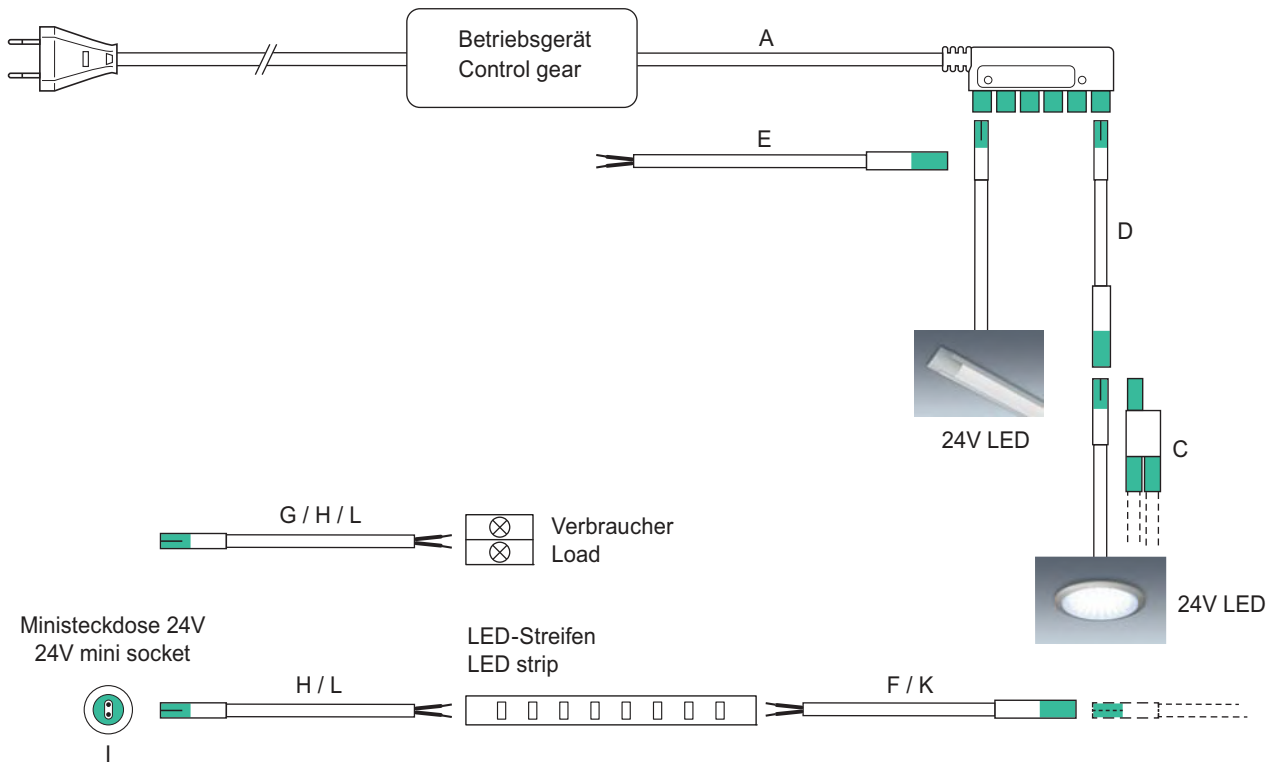 Betriebsgerät
Control gear
A
E
D
24V LED
C
G / H / L
Verbraucher
Load
24V LED
Ministeckdose 24V
24V mini socket
LED-Streifen
LED strip
H / L
F / K
I